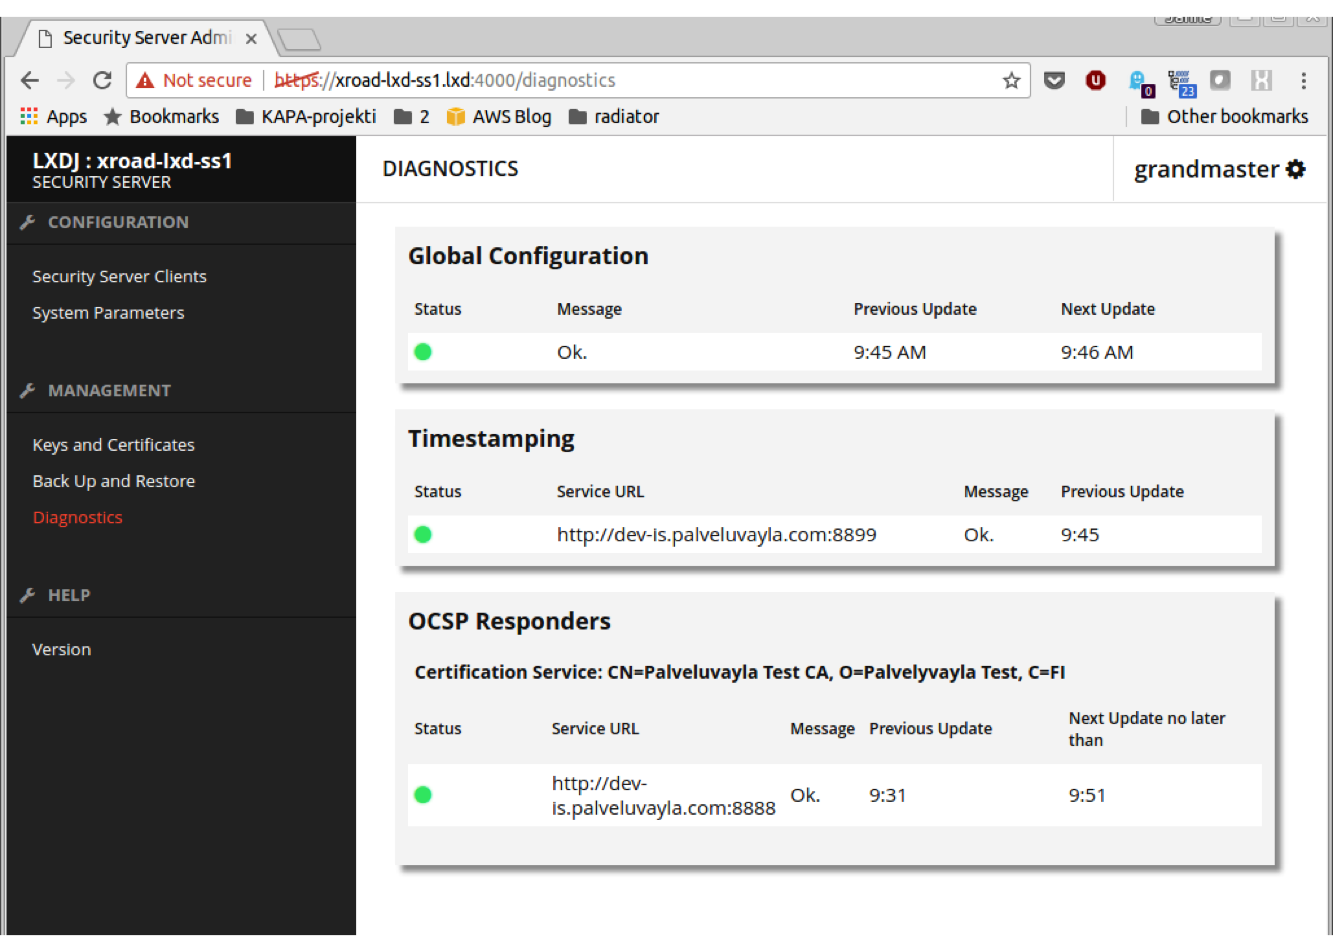 Security Server Admi
Not secure | https://xroad-lxd-ss1.lxd:4000/diagnostics
0
23
Apps Bookmarks KAPA-projekti 2 AWS Blog radiator Other bookmarks
LXDJ : xroad-lxd-ss1
SECURITY SERVER
DIAGNOSTICS
grandmaster
CONFIGURATION
Security Server Clients
System Parameters
MANAGEMENT
Keys and Certificates
Back Up and Restore
Diagnostics
HELP
Version
Global Configuration
Status Message Previous Update Next Update
Ok. 9:45 AM 9:46 AM
Timestamping
Status Service URL Message Previous Update
http://dev-is.palveluvayla.com:8899 Ok. 9:45
OCSP Responders
Certification Service: CN=Palveluvayla Test CA, O=Palvelyvayla Test, C=FI
Status Service URL Message Previous Update Next Update no later
than
http://dev-
is.palveluvayla.com:8888 Ok. 9:31 9:51